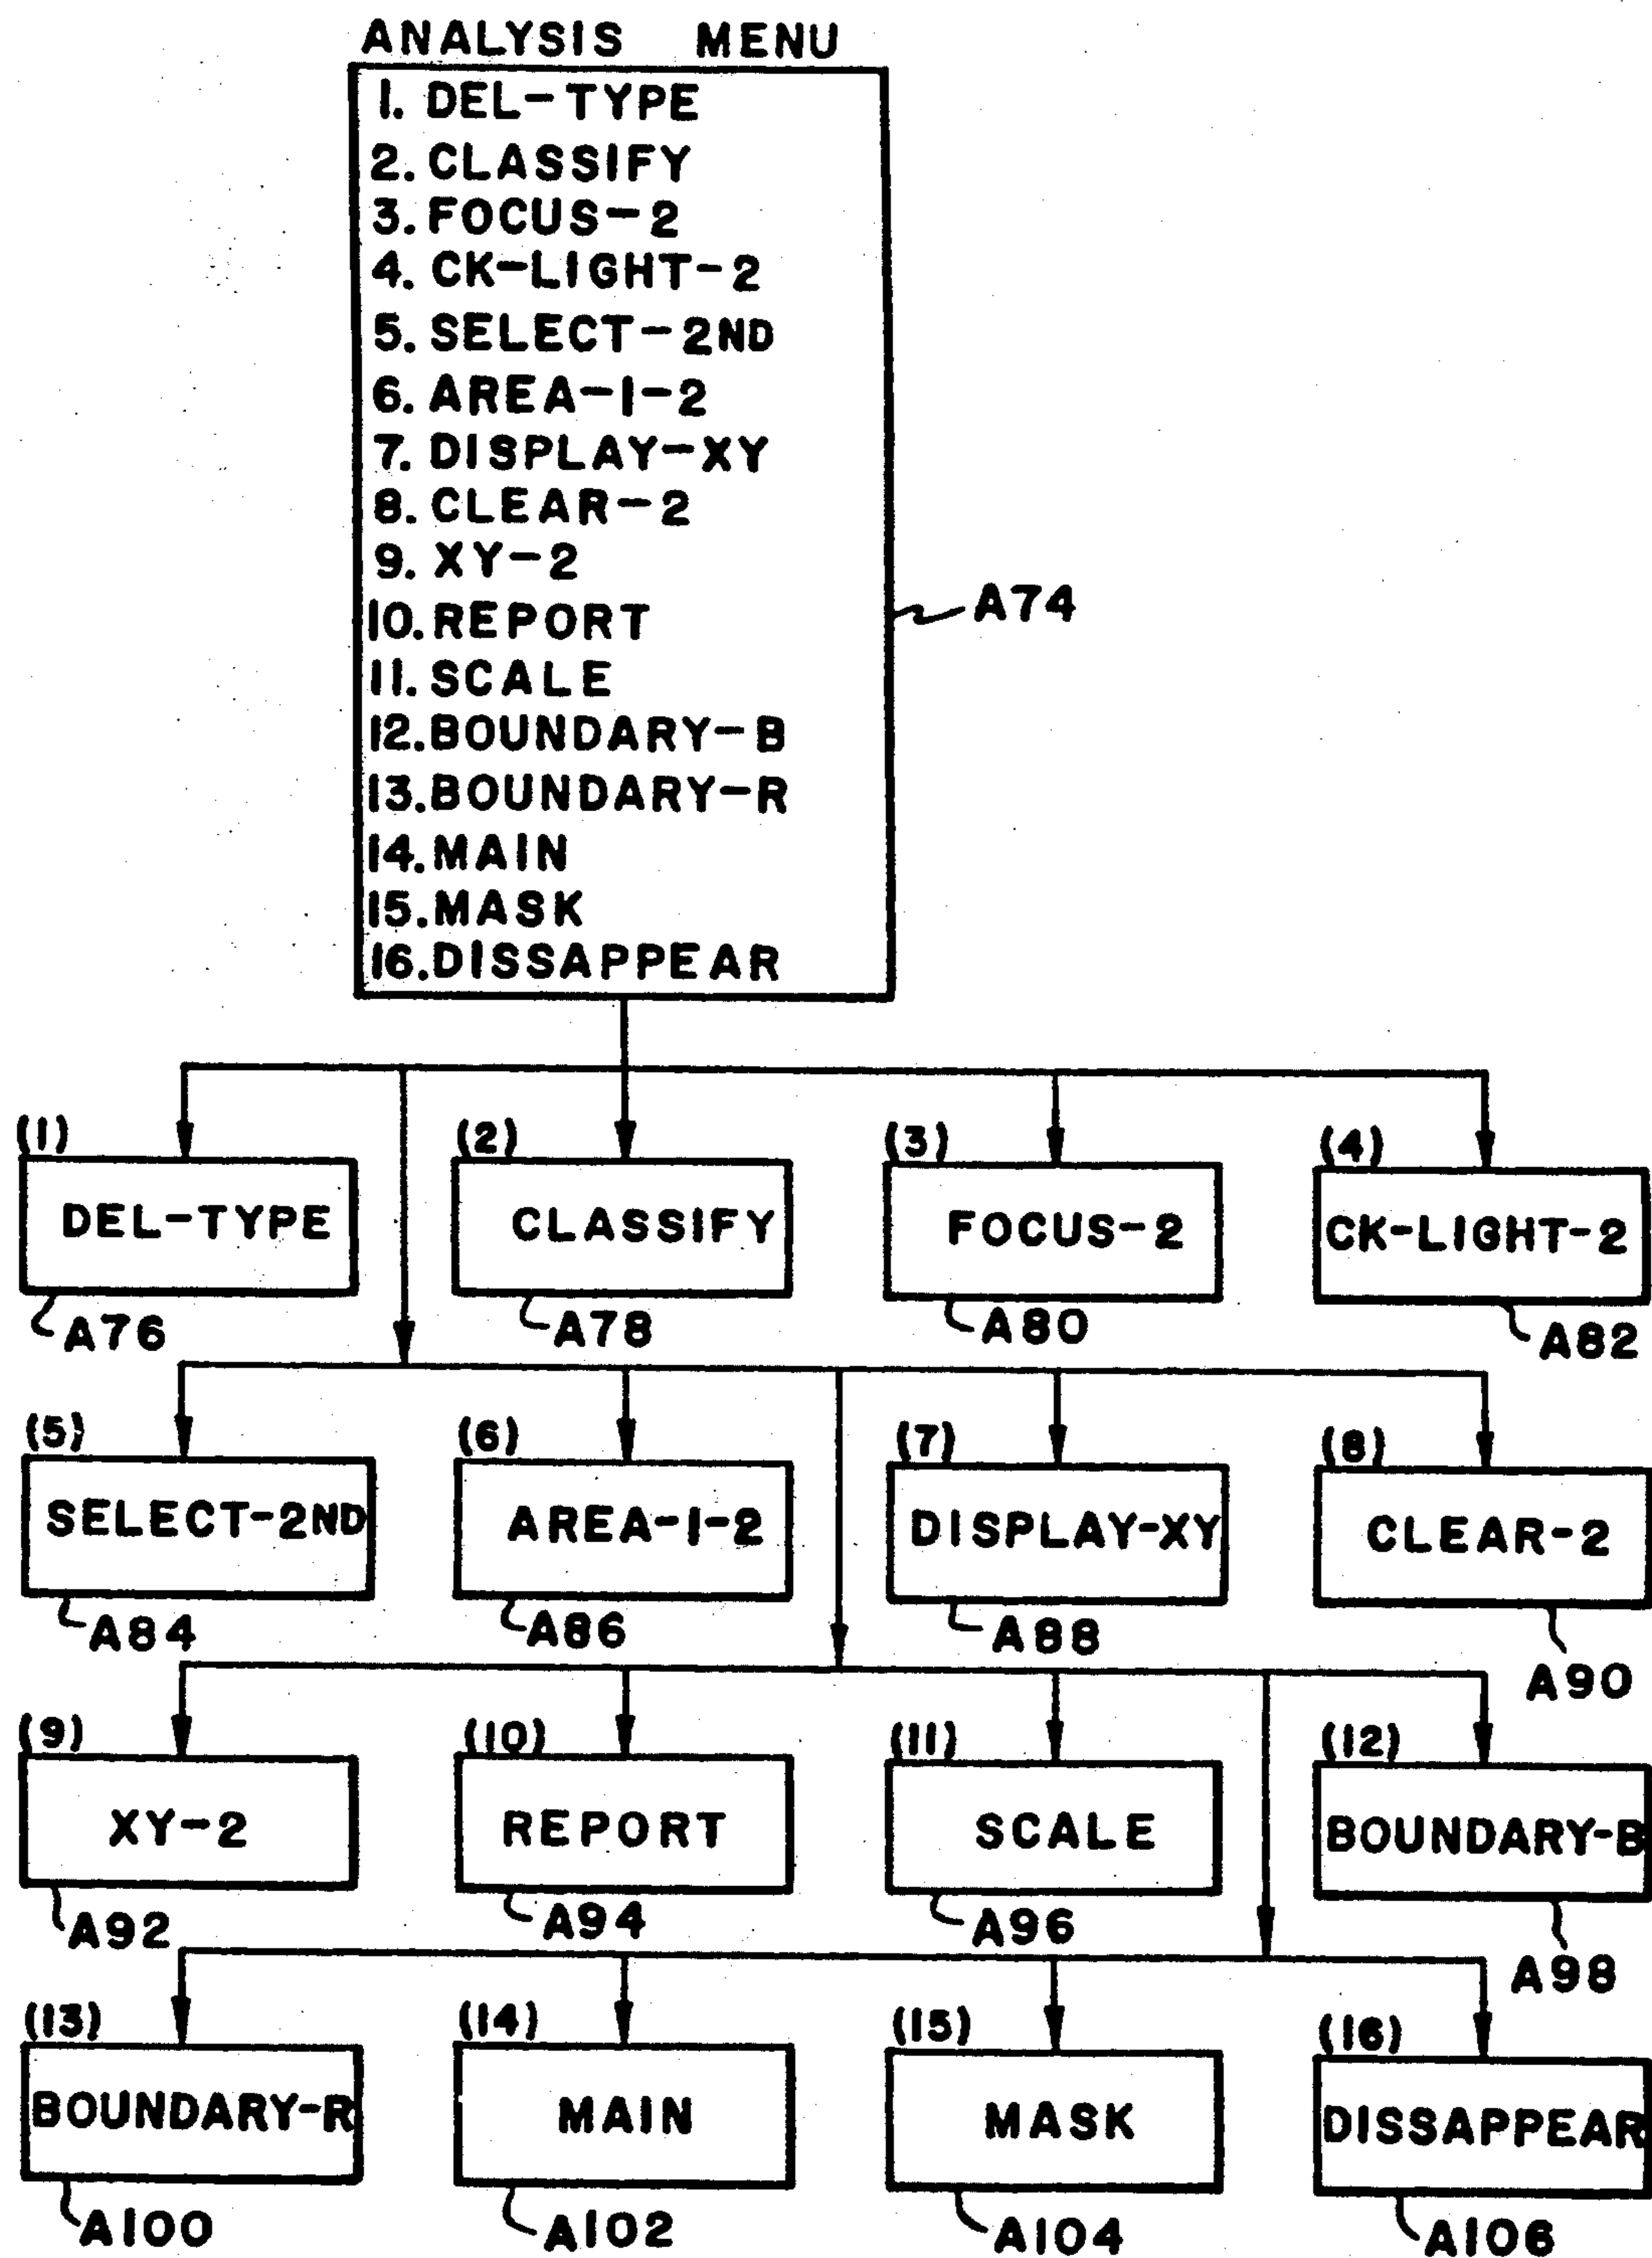 ANALYSIS MENU
1. DEL-TYPE
2. CLASSIFY
3. FOCUS-2
4. CK-LIGHT-2
5. SELECT-2ND
6. AREA-1-2
7. DISPLAY-XY
8. CLEAR-2
9. XY-2
10. REPORT
11. SCALE
12. BOUNDARY-B
13. BOUNDARY-R
14. MAIN
15. MASK
16. DISSAPPEAR
A74
(1)
DEL-TYPE
A76
(2)
CLASSIFY
A78
(3)
FOCUS-2
A80
(4)
CK-LIGHT-2
A82
(5)
SELECT-2ND
A84
(6)
AREA-1-2
A86
(7)
DISPLAY-XY
A88
(8)
CLEAR-2
A90
(9)
XY-2
A92
(10)
REPORT
A94
(11)
SCALE
A96
(12)
BOUNDARY-B
A98
(13)
BOUNDARY-R
A100
(14)
MAIN
A102
(15)
MASK
A104
(16)
DISSAPPEAR
A106